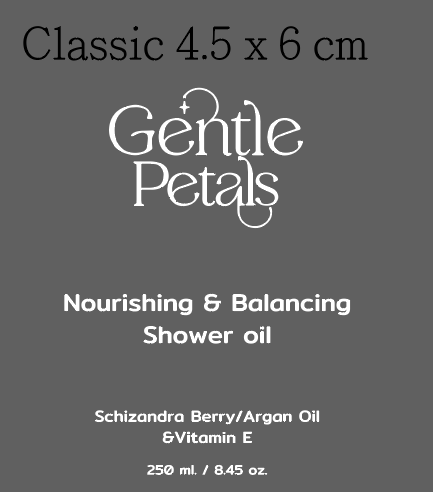 Classic 4.5 x 6 cm
Gentle
Petals
Nourishing & Balancing
Shower oil
Schizandra Berry/Argan Oil
&Vitamin E
250 ml. / 8.45 oz.